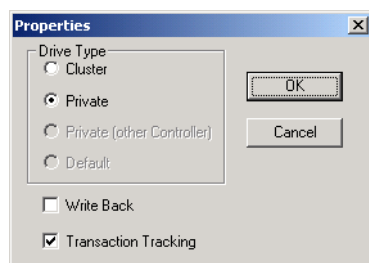 Properties
Drive Type
Cluster
Private
Private (other Controller)
Default
OK
Cancel
Write Back
Transaction Tracking